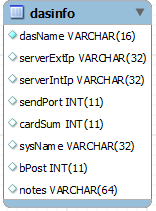 dasinfo
dasName VARCHAR(16)
serverExtIp VARCHAR(32)
serverIntIp VARCHAR(32)
sendPort INT(11)
cardSum INT(11)
sysName VARCHAR(32)
bPost INT(11)
notes VARCHAR(64)